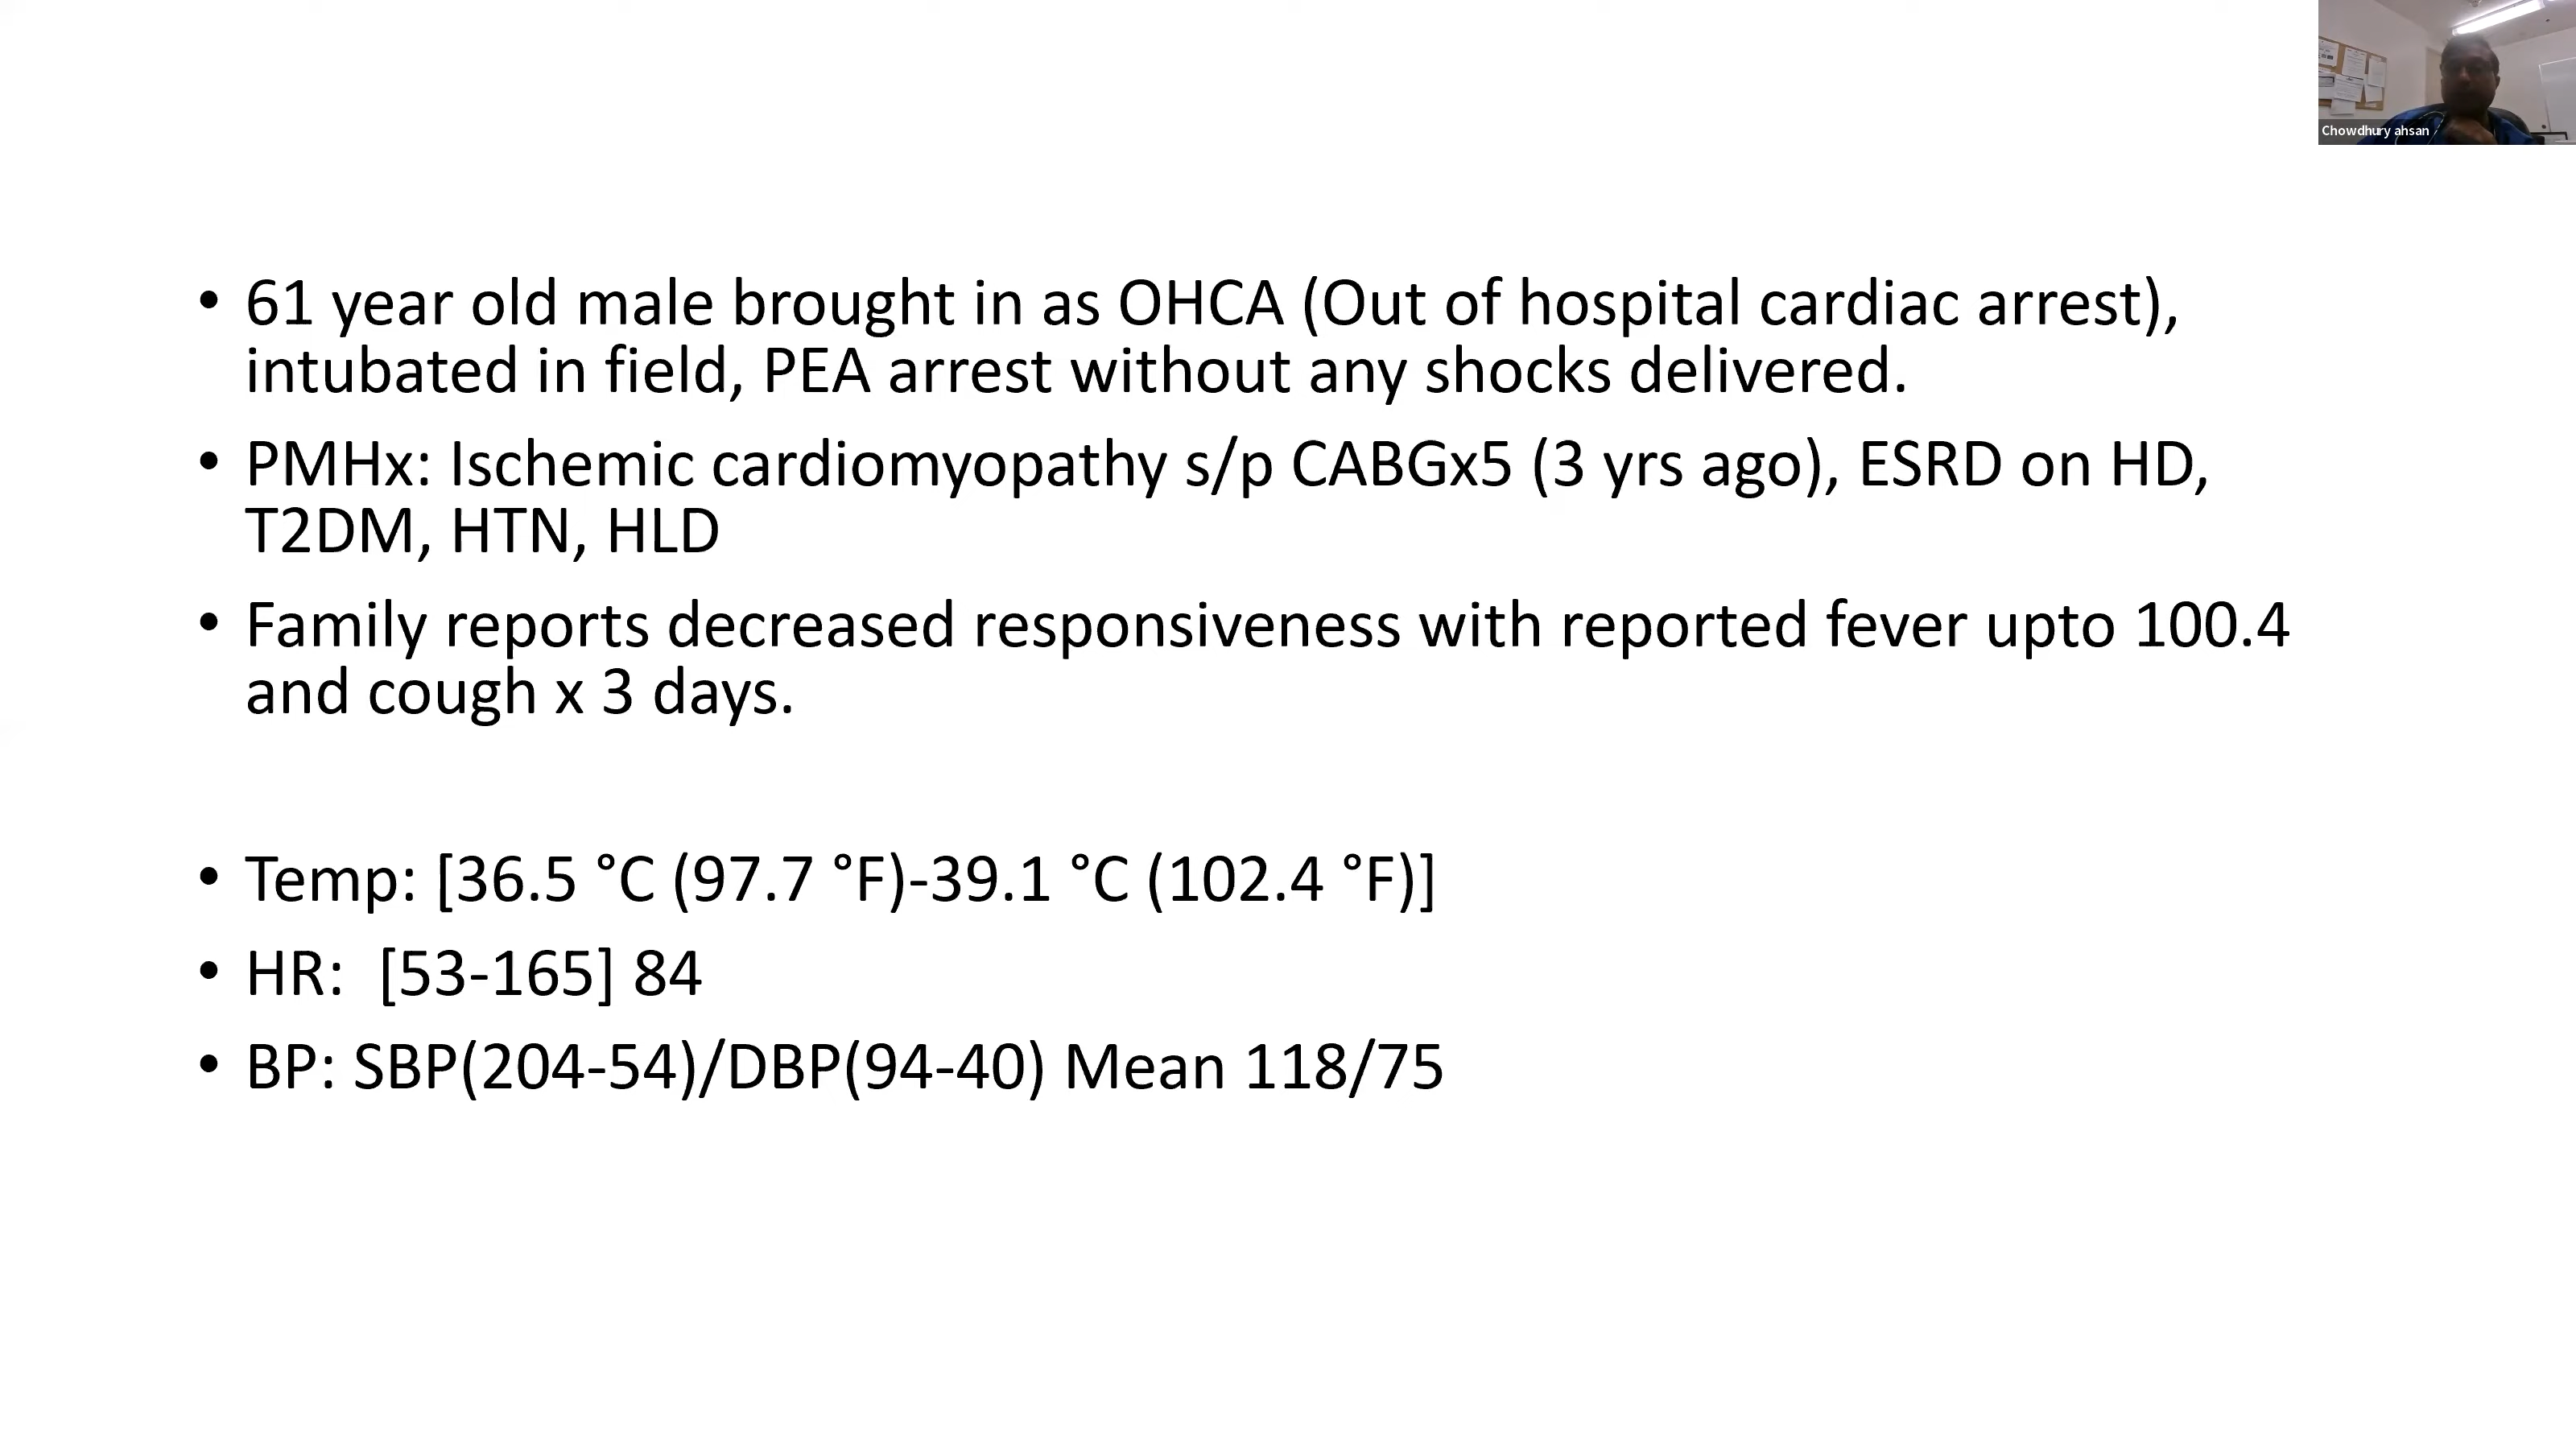 Chowdhury ahsan
• 61 year old male brought in as OHCA (Out of hospital cardiac arrest),
intubated in field, PEA arrest without any shocks delivered.
• PMHx: Ischemic cardiomyopathy s/p CABGx5 (3 yrs ago), ESRD on HD,
T2DM, HTN, HLD
• Family reports decreased responsiveness with reported fever upto 100.4
and cough x 3 days.
• Temp: [36.5 °C (97.7 °F)-39.1 °C (102.4 °F)]
• HR:  [53-165] 84
• BP: SBP(204-54)/DBP(94-40) Mean 118/75